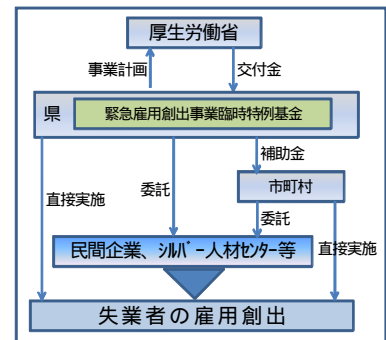 厚生労働省
事業計画
交付金
県
緊急雇用創出事業臨時特例基金
補助金
直接実施
委託
市町村
委託
民間企業、ｼﾙﾊﾞｰ人材ｾﾝﾀｰ等
直接実施
失業者の雇用創出